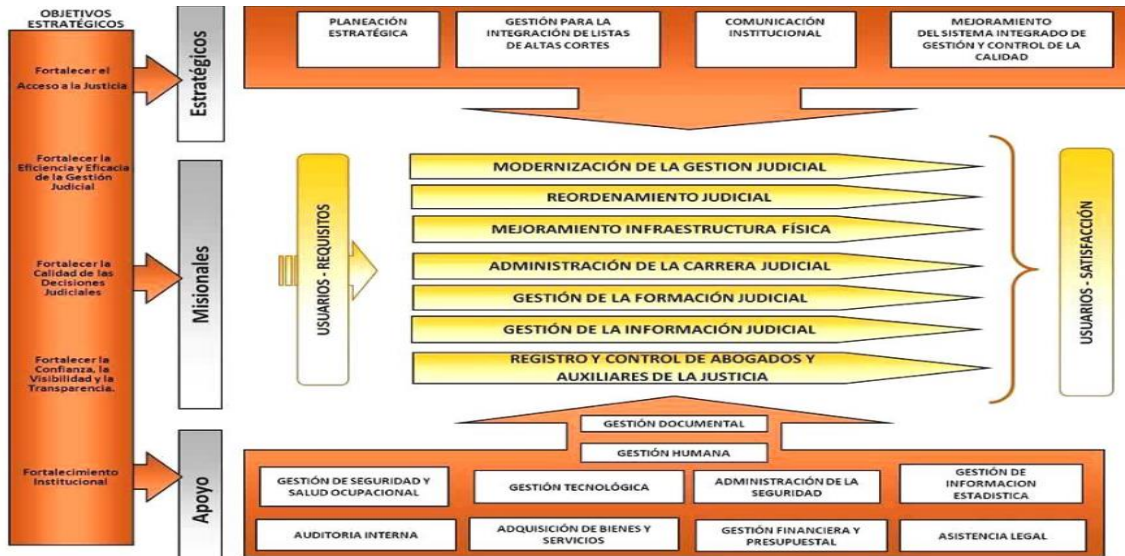 OBJETIVOS
ESTRATÉGICOS
Fortalecer el
Acceso a la Justicia
Fortalecer la
Eficiencia y Eficacia
de la Gestión
Judicial
Fortalecer la
Calidad de las
Decisiones
Judiciales
Fortalecer la
Confianza, la
Visibilidad y la
Transparencia.
Fortalecimiento
Institucional
Estratégicos
Misionales
Apoyo
PLANEACIÓN
ESTRATÉGICA
GESTIÓN PARA LA
INTEGRACIÓN DE LISTAS
DE ALTAS CORTES
COMUNICACIÓN
INSTITUCIONAL
MEJORAMIENTO
DEL SISTEMA INTEGRADO DE
GESTIÓN Y CONTROL DE LA
CALIDAD
USUARIOS - REQUISITOS
MODERNIZACIÓN DE LA GESTION JUDICIAL
REORDENAMIENTO JUDICIAL
MEJORAMIENTO INFRAESTRUCTURA FÍSICA
ADMINISTRACIÓN DE LA CARRERA JUDICIAL
GESTIÓN DE LA FORMACIÓN JUDICIAL
GESTIÓN DE LA INFORMACIÓN JUDICIAL
REGISTRO Y CONTROL DE ABOGADOS Y
AUXILIARES DE LA JUSTICIA
USUARIOS - SATISFACCIÓN
GESTIÓN DOCUMENTAL
GESTIÓN HUMANA
GESTIÓN DE SEGURIDAD Y
SALUD OCUPACIONAL
GESTIÓN TECNOLÓGICA
ADMINISTRACIÓN DE LA
SEGURIDAD
GESTIÓN DE
INFORMACION
ESTADISTICA
AUDITORIA INTERNA
ADQUISICIÓN DE BIENES Y
SERVICIOS
GESTIÓN FINANCIERA Y
PRESUPUESTAL
ASISTENCIA LEGAL